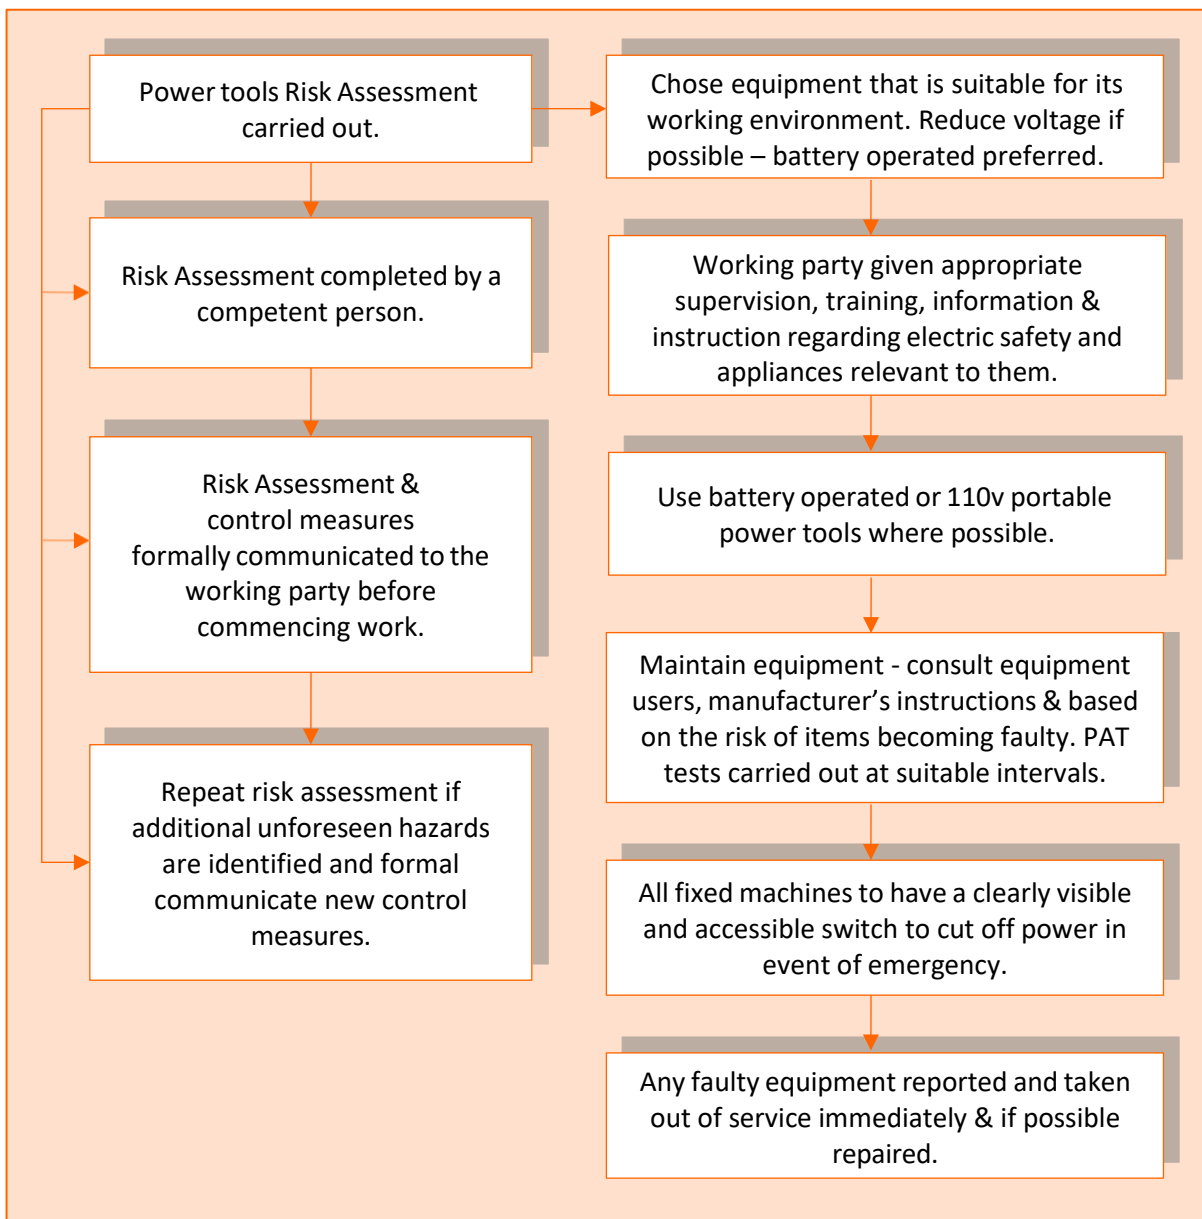 Power tools Risk Assessment
carried out.
Risk Assessment completed by a
competent person.
Risk Assessment &
control measures
formally communicated to the
working party before
commencing work.
Repeat risk assessment if
additional unforeseen hazards
are identified and formal
communicate new control
measures.
Chose equipment that is suitable for its
working environment. Reduce voltage if
possible – battery operated preferred.
Working party given appropriate
supervision, training, information &
instruction regarding electric safety and
appliances relevant to them.
Use battery operated or 110v portable
power tools where possible.
Maintain equipment - consult equipment
users, manufacturer’s instructions & based
on the risk of items becoming faulty. PAT
tests carried out at suitable intervals.
All fixed machines to have a clearly visible
and accessible switch to cut off power in
event of emergency.
Any faulty equipment reported and taken
out of service immediately & if possible
repaired.